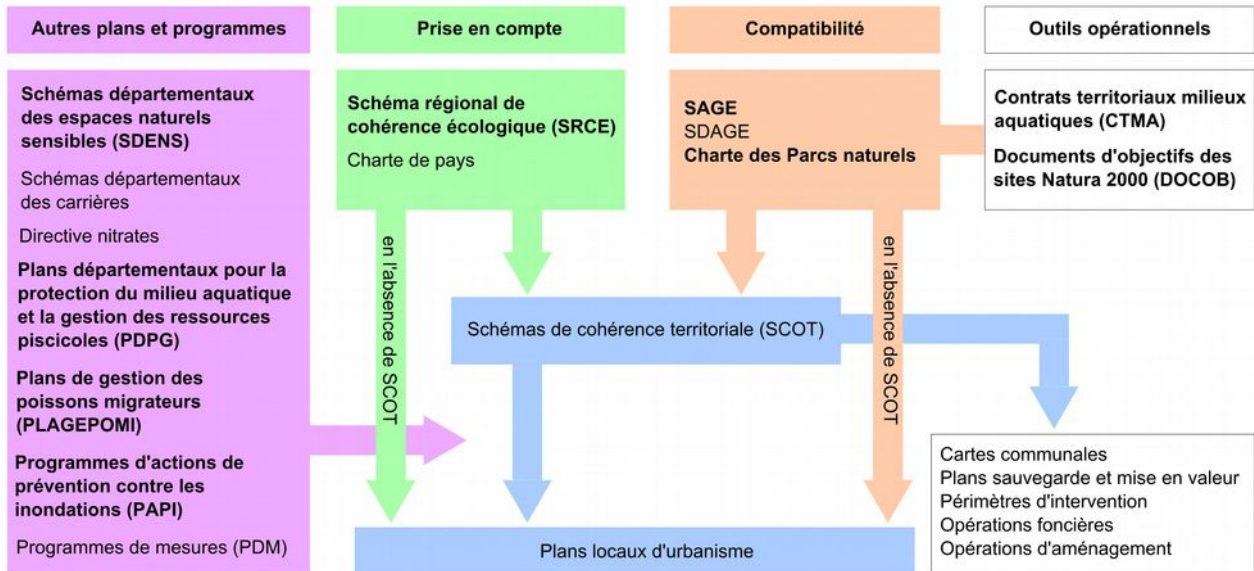 Autres plans et programmes
Schémas départementaux
des espaces naturels
sensibles (SDENS)
Schémas départementaux
des carrières
Directive nitrates
Plans départementaux pour la
protection du milieu aquatique
et la gestion des ressources
piscicoles (PDPG)
Plans de gestion des
poissons migrateurs
(PLAGEPOMI)
Programmes d'actions de
prévention contre les
inondations (PAPI)
Programmes de mesures (PDM)
Prise en compte
Schéma régional de
cohérence écologique (SRCE)
Charte de pays
en l'absence de SCOT
Compatibilité
SAGE
SDAGE
Charte des Parcs naturels
en l'absence de SCOT
Outils opérationnels
Contrats territoriaux milieux
aquatiques (CTMA)
Documents d'objectifs des
sites Natura 2000 (DOCOB)
Schémas de cohérence territoriale (SCOT)
Cartes communales
Plans sauvegarde et mise en valeur
Périmètres d'intervention
Opérations foncières
Opérations d'aménagement
Plans locaux d'urbanisme